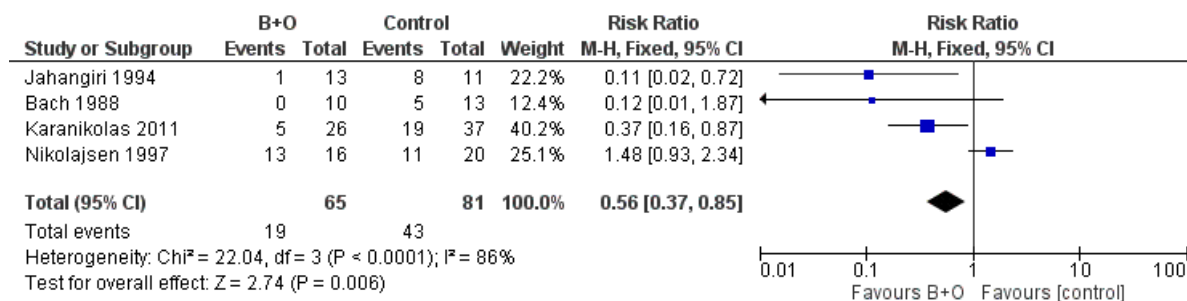 B+O Control Risk Ratio Risk Ratio
Study or Subgroup Events Total Events Total Weight M-H, Fixed, 95% CI M-H, Fixed, 95% CI
Jahangiri 1994 1 13 8 11 22.2% 0.11 [0.02, 0.72]
Bach 1988 0 10 5 13 12.4% 0.12 [0.01, 1.87]
Karanikolas 2011 5 26 19 37 40.2% 0.37 [0.16, 0.87]
Nikolajsen 1997 13 16 11 20 25.1% 1.48 [0.93, 2.34]
Total (95% CI) 65 81 100.0% 0.56 [0.37, 0.85]
Total events 19 43
Heterogeneity: Chi² = 22.04, df = 3 (P < 0.0001); I² = 86%
Test for overall effect: Z = 2.74 (P = 0.006)
0.01 0.1 1 10 100
Favours B+O Favours [control]